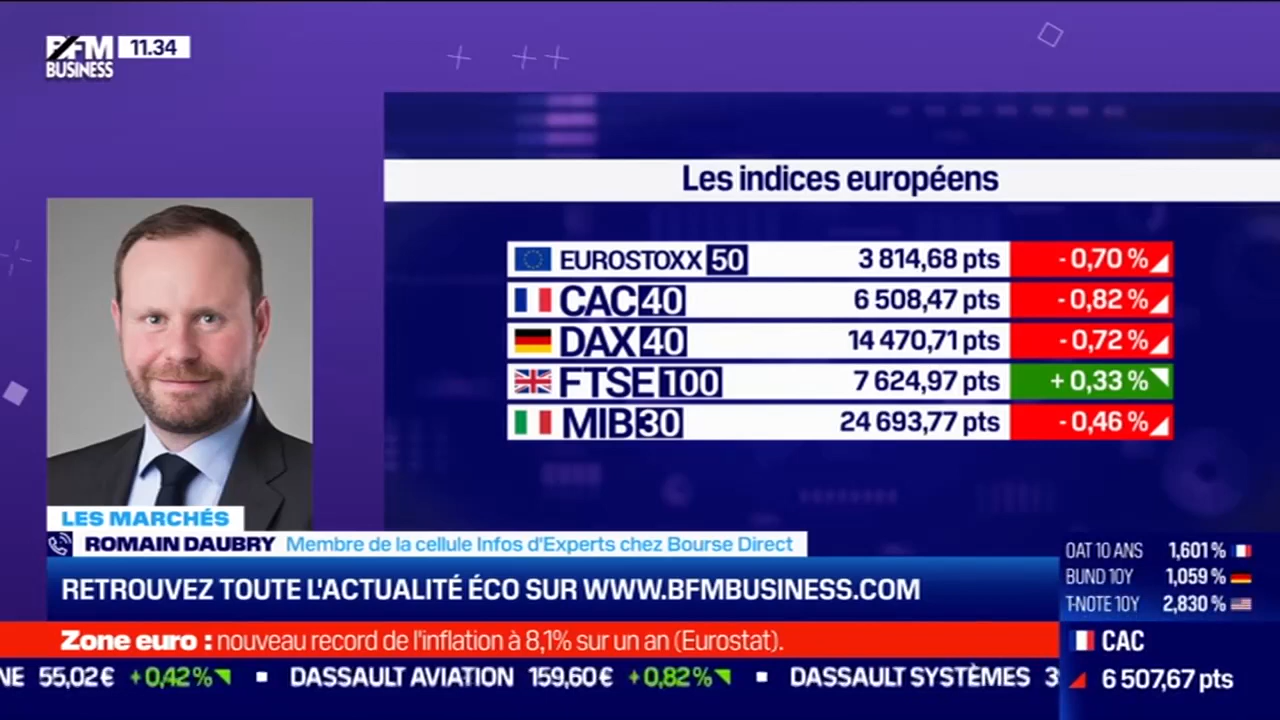 BFM 11.34
BUSINESS
Les indices européens
EUROSTOXX 50 3 814,68 pts - 0,70 %
CAC 40 6 508,47 pts - 0,82 %
DAX 40 14 470,71 pts - 0,72 %
FTSE 100 7 624,97 pts + 0,33 %
MIB 30 24 693,77 pts - 0,46 %
LES MARCHÉS
ROMAIN DAUBRY Membre de la cellule Infos d'Experts chez Bourse Direct
RETROUVEZ TOUTE L'ACTUALITÉ ÉCO SUR WWW.BFMBUSINESS.COM
OAT 10 ANS 1,601 %
BUND 10Y 1,059 %
T-NOTE 10Y 2,830 %
Zone euro : nouveau record de l'inflation à 8,1% sur un an (Eurostat).
CAC
6 507,67 pts
NE 55,02 € +0,42 % DASSAULT AVIATION 159,60 € +0,82 % DASSAULT SYSTÈMES 3